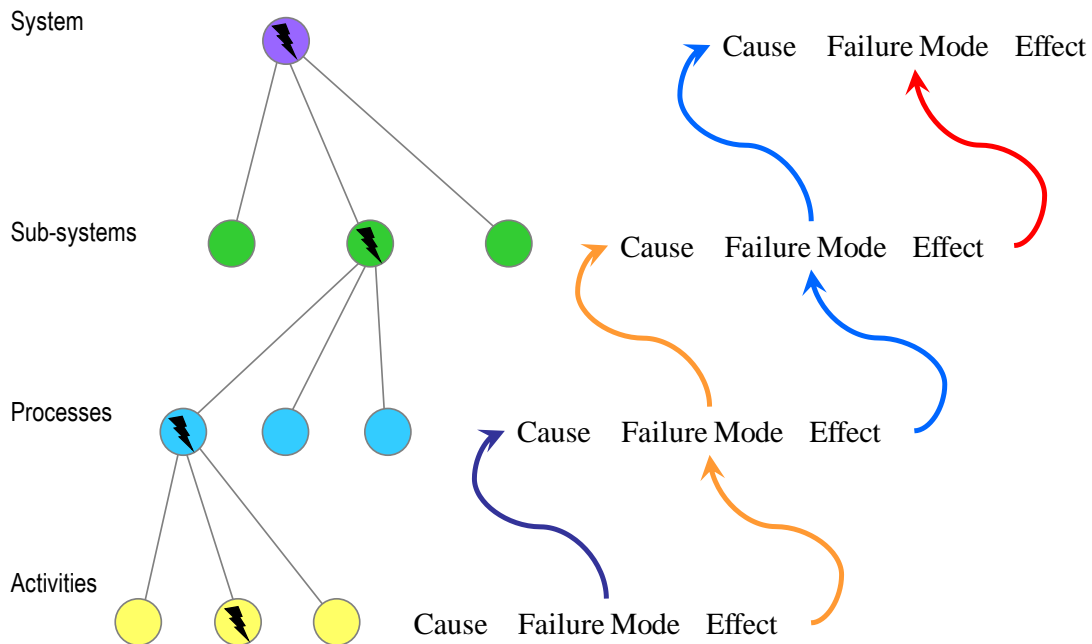 System
Cause Failure Mode Effect
Sub-systems
Cause Failure Mode Effect
Processes
Cause Failure Mode Effect
Activities
Cause Failure Mode Effect